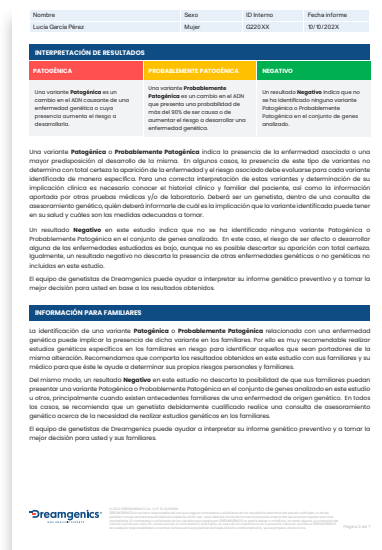 Nombre Sexo ID Interno Fecha informe
Lucía García Pérez Mujer G220XX 10/10/202X
INTERPRETACIÓN DE RESULTADOS
PATOGÉNICA PROBABLEMENTE PATOGÉNICA NEGATIVO
Una variante Patogénica es un
cambio en el ADN causante de una
enfermedad genética o cuya
presencia aumenta el riesgo a
desarrollarla.
Una variante Probablemente
Patogénica es un cambio en el ADN
que presenta una probabilidad de
más del 90% de ser causa o de
aumentar el riesgo a desarrollar una
enfermedad genética.
Un resultado Negativo indica que no
se ha identificado ninguna variante
Patogénica o Probablemente
Patogénica en el conjunto de genes
analizado.
Una variante Patogénica o Probablemente Patogénica indica la presencia de la enfermedad asociada o una
mayor predisposición al desarrollo de la misma. En algunos casos, la presencia de este tipo de variantes no
determina con total certeza la aparición de la enfermedad y el riesgo asociado debe evaluarse para cada variante
identificada de manera específica. Para una correcta interpretación de estas variantes y determinación de su
implicación clínica es necesario conocer el historial clínico y familiar del paciente, así como la información
aportada por otras pruebas médicas y/o de laboratorio. Deberá ser un genetista, dentro de una consulta de
asesoramiento genético, quién deberá informarle de cuál es la implicación que la variante identificada puede tener
en su salud y cuáles son las medidas adecuadas a tomar.
Un resultado Negativo en este estudio indica que no se ha identificado ninguna variante Patogénica o
Probablemente Patogénica en el conjunto de genes analizado. En este caso, el riesgo de ser afecto o desarrollar
alguna de las enfermedades estudiadas es bajo, aunque no es posible descartar su aparición con total certeza.
Igualmente, un resultado negativo no descarta la presencia de otras enfermedades genéticas o no genéticas no
incluidas en este estudio.
El equipo de genetistas de Dreamgenics puede ayudar a interpretar su informe genético preventivo y a tomar la
mejor decisión para usted en base a los resultados obtenidos.
INFORMACIÓN PARA FAMILIARES
La identificación de una variante Patogénica o Probablemente Patogénica relacionada con una enfermedad
genética puede implicar la presencia de dicha variante en los familiares. Por ello es muy recomendable realizar
estudios genéticos específicos en los familiares en riesgo para identificar aquellos que sean portadores de la
misma alteración. Recomendamos que comparta los resultados obtenidos en este estudio con sus familiares y su
médico para que éste le ayude a determinar sus propios riesgos personales y familiares.
Del mismo modo, un resultado Negativo en este estudio no descarta la posibilidad de que sus familiares puedan
presentar una variante Patogénica o Probablemente Patogénica en el conjunto de genes analizado en este estudio
u otros, principalmente cuando existen antecedentes familiares de una enfermedad de origen genético. En todos
los casos, se recomienda que un genetista debidamente cualificado realice una consulta de asesoramiento
genético acerca de la necesidad de realizar estudios genéticos en los familiares.
El equipo de genetistas de Dreamgenics puede ayudar a interpretar su informe genético preventivo y a tomar la
mejor decisión para usted y sus familiares.
Dreamgenics
Página 2 de 7